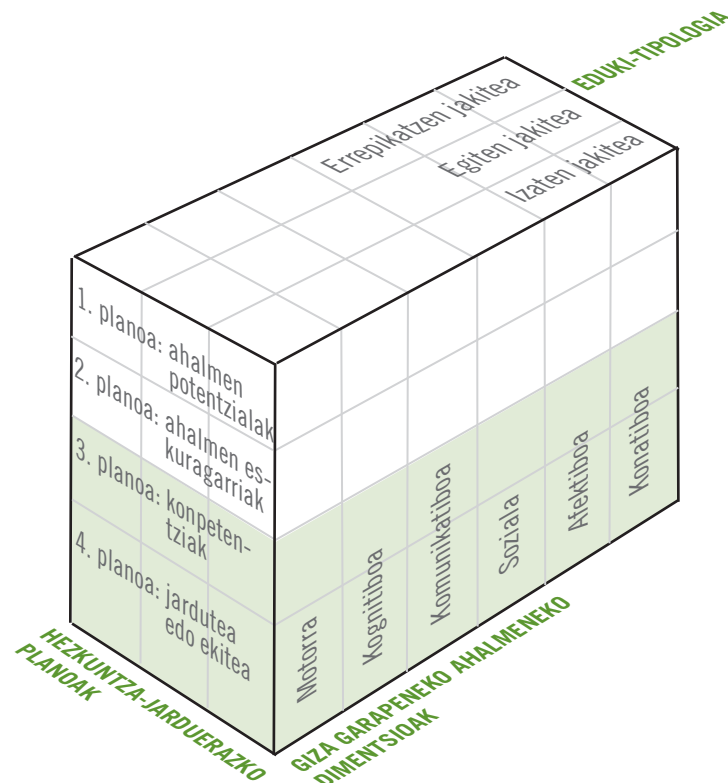 EDUKI-TIPOLOGIA
Errepikatzen jakitea
Egiten jakitea
Izaten jakitea
1. planoa: ahalmen
potentzialak
2. planoa: ahalmen es-
kuragarriak
3. planoa: konpeten-
tziak
4. planoa: jardutea
edo ekitea
Motorra
Kognitiboa
Komunikatiboa
Soziala
Afektiboa
Konatiboa
HEZKUNTZA-JARDUERAZKO
PLANOAK
GIZA GARAPENEKO AHALMENEKO
DIMENTSIOAK